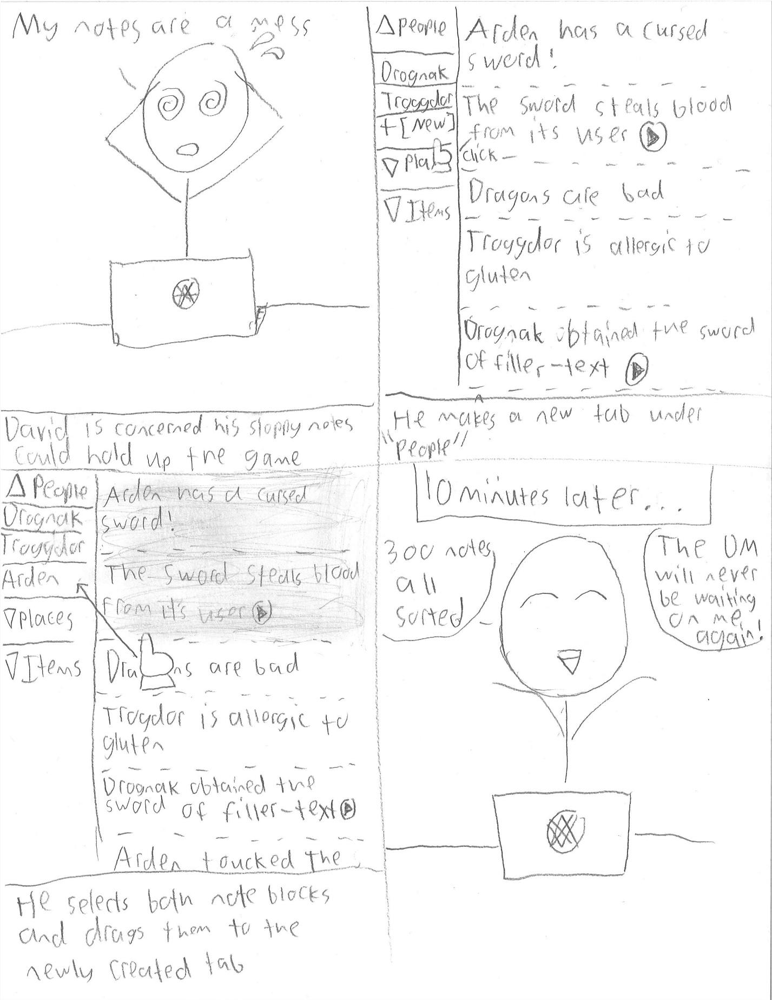 My notes are a mess
David is concerned his sloppy notes
could hold up the game
△ People
Drognak
Troggdor
+[New]
▽ Pla
click
▽ Items
Arden has a cursed
sword!
The sword steals blood
from its user
Dragons are bad
Troggdor is allergic to
gluten
Drognak obtained the sword
of filler-text
He makes a new tab under
"People"
△ People
Drognak
Troggdor
Arden
▽ places
▽ Items
Arden has a cursed
sword!
The sword steals blood
from it's user
Dra ns are bad
Trogdor is allergic to
gluten
Drognak obtained the
sword of filler-text
Arden toucked the
He selects both note blocks
and drags them to the
newly created tab
10 minutes later...
300 notes
all
sorted
The DM
will never
be waiting
on me
again!